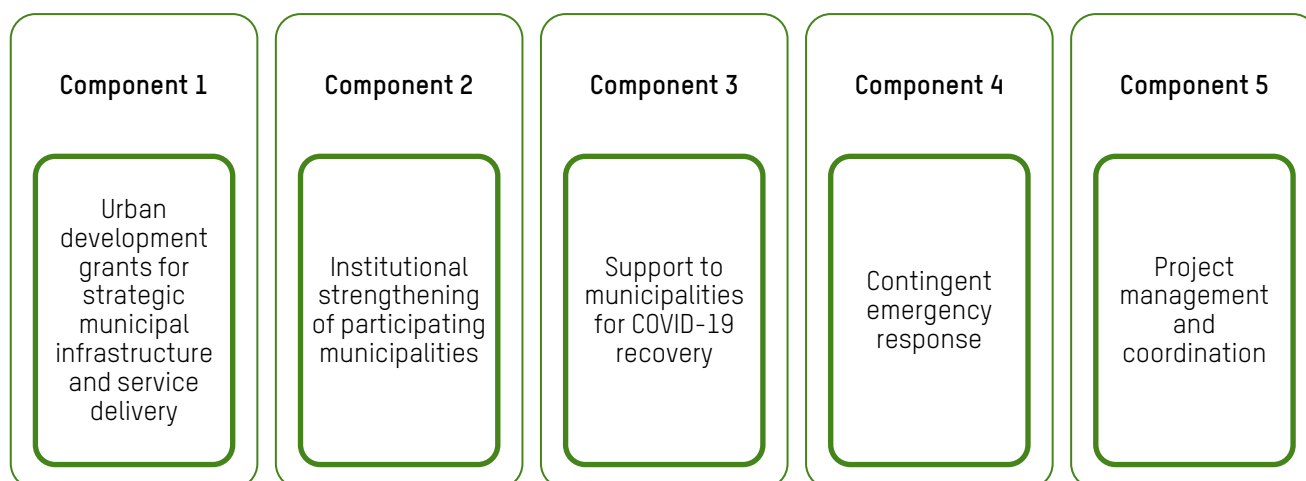 Component 1
Urban
development
grants for
strategic
municipal
infrastructure
and service
delivery
Component 2
Institutional
strengthening
of participating
municipalities
Component 3
Support to
municipalities
for COVID-19
recovery
Component 4
Contingent
emergency
response
Component 5
Project
management
and
coordination